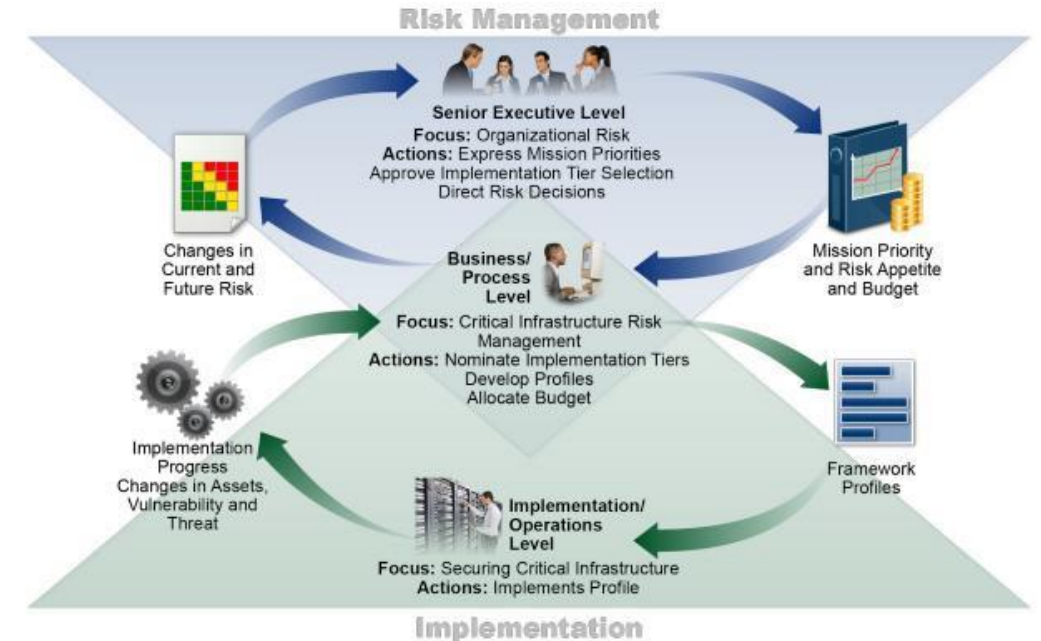 Risk Management
Senior Executive Level
Focus: Organizational Risk
Actions: Express Mission Priorities
Approve Implementation Tier Selection
Direct Risk Decisions
Changes in
Current and
Future Risk
Mission Priority
and Risk Appetite
and Budget
Business/
Process
Level
Focus: Critical Infrastructure Risk
Management
Actions: Nominate Implementation Tiers
Develop Profiles
Allocate Budget
Implementation
Progress
Changes in Assets,
Vulnerability and
Threat
Framework
Profiles
Implementation/
Operations
Level
Focus: Securing Critical Infrastructure
Actions: Implements Profile
Implementation